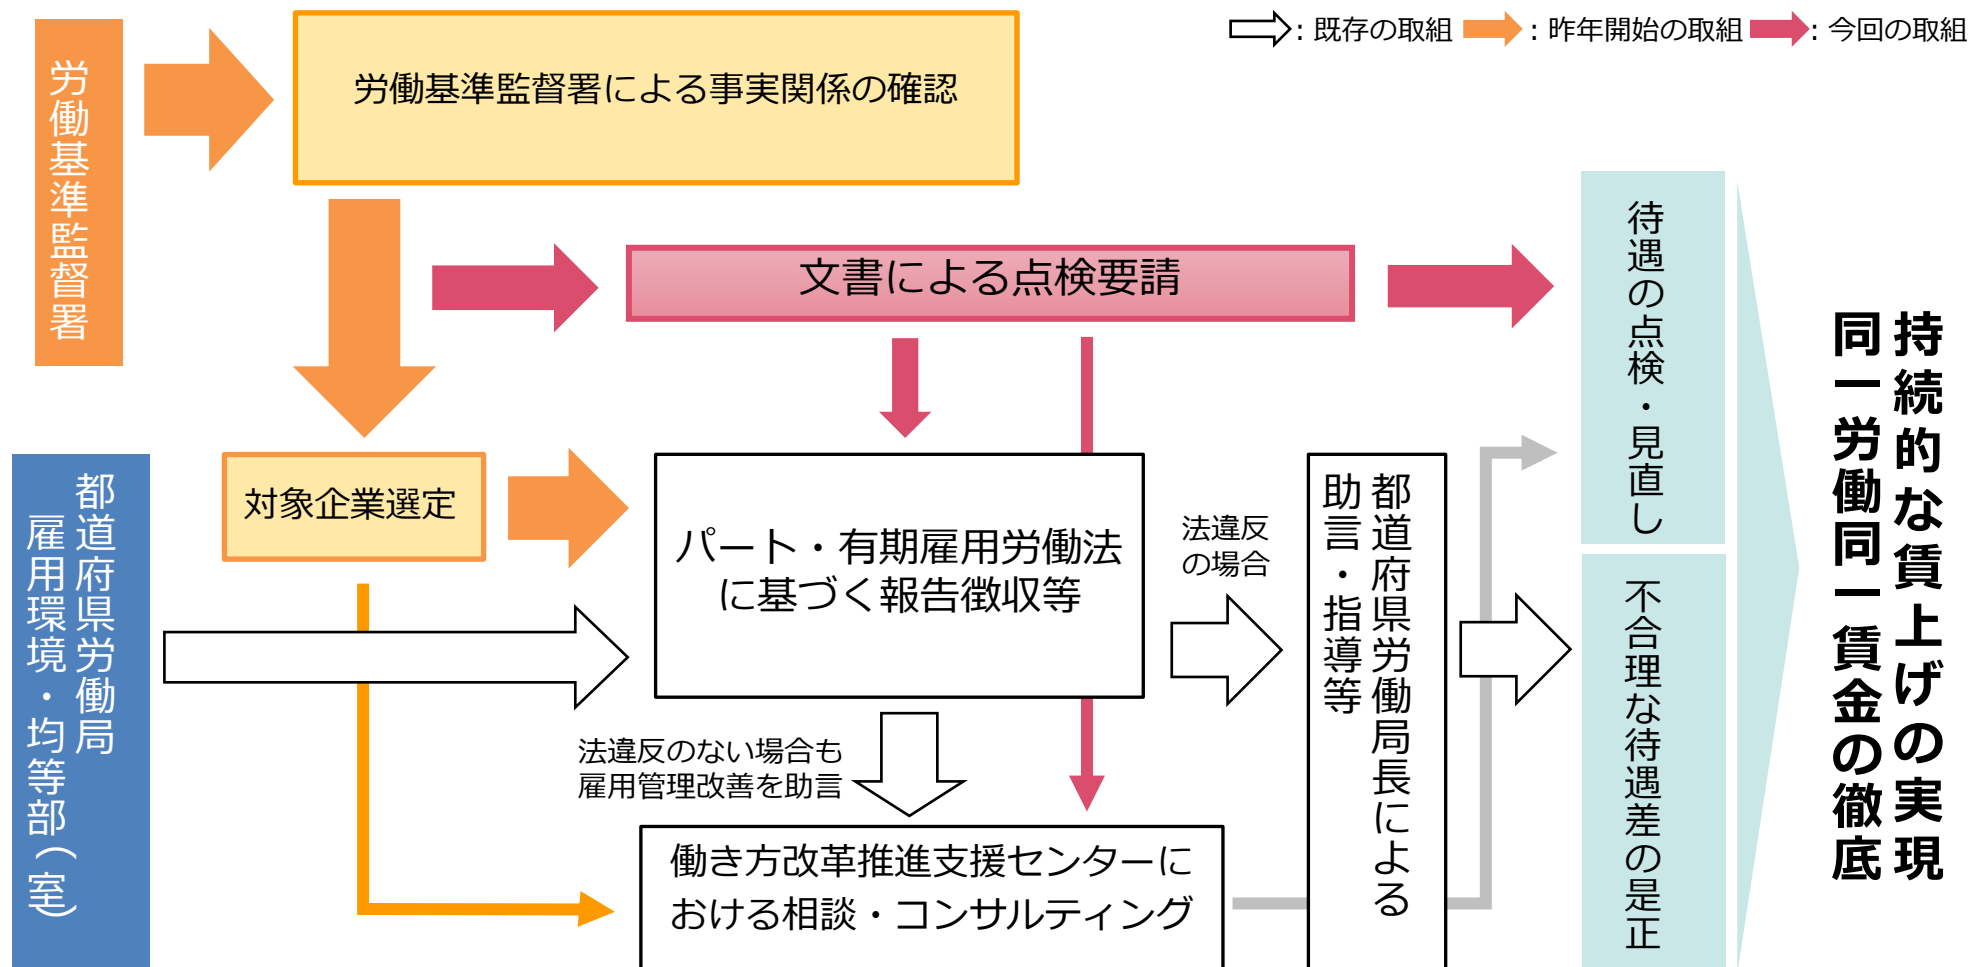 : 既存の取組
: 昨年開始の取組
: 今回の取組
労働基準監督署
労働基準監督署による事実関係の確認
文書による点検要請
待遇の点検・見直し
持続的な賃上げの実現
同一労働同一賃金の徹底
都道府県労働局
雇用環境・均等部(室)
対象企業選定
パート・有期雇用労働法
に基づく報告徴収等
法違反
の場合
都道府県労働局長による
助言・指導等
不合理な待遇差の是正
法違反のない場合も
雇用管理改善を助言
働き方改革推進支援センターに
おける相談・コンサルティング